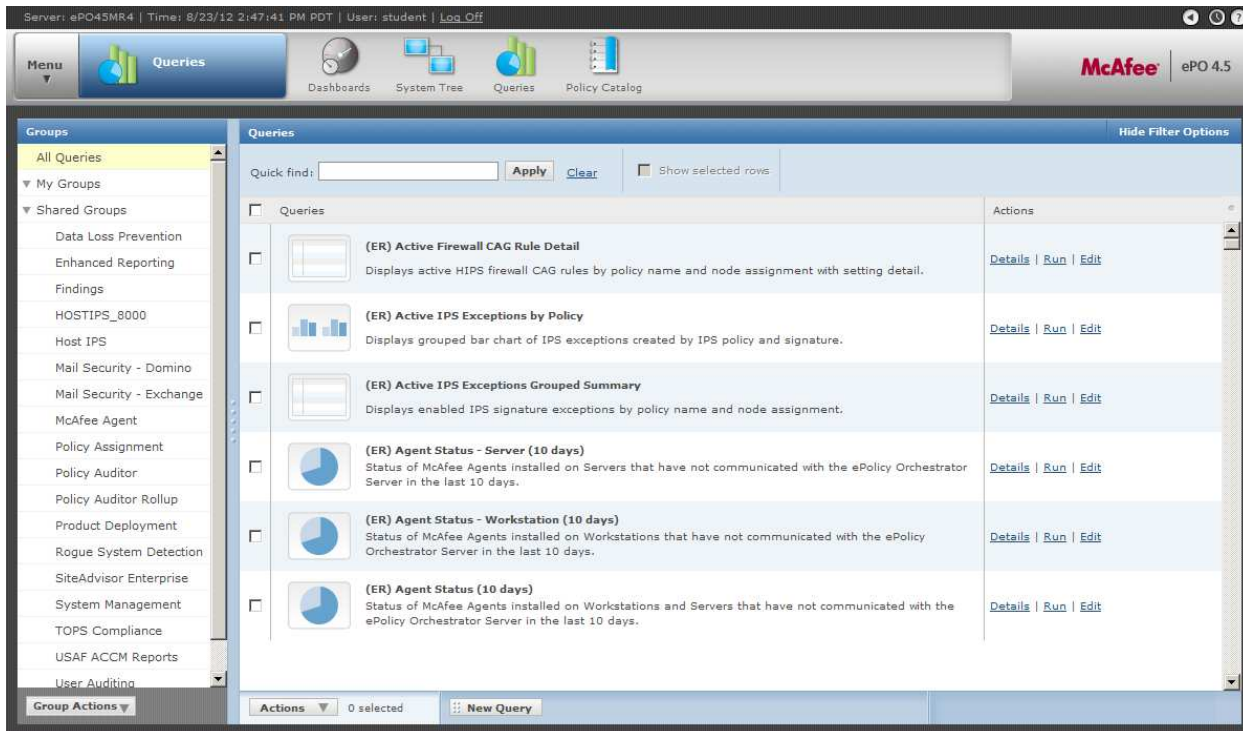 Server: ePO45MR4 | Time: 8/23/12 2:47:41 PM PDT | User: student | Log Off
Menu
Queries
Dashboards
System Tree
Queries
Policy Catalog
McAfee
ePO 4.5
Groups
All Queries
My Groups
Shared Groups
Data Loss Prevention
Enhanced Reporting
Findings
HOSTIPS_8000
Host IPS
Mail Security - Domino
Mail Security - Exchange
McAfee Agent
Policy Assignment
Policy Auditor
Policy Auditor Rollup
Product Deployment
Rogue System Detection
SiteAdvisor Enterprise
System Management
TOPS Compliance
USAF ACCM Reports
User Auditing
Group Actions
Queries
Hide Filter Options
Quick find:
Apply
Clear
Show selected rows
Queries
Actions
(ER) Active Firewall CAG Rule Detail
Displays active HIPS firewall CAG rules by policy name and node assignment with setting detail.
Details | Run | Edit
(ER) Active IPS Exceptions by Policy
Displays grouped bar chart of IPS exceptions created by IPS policy and signature.
Details | Run | Edit
(ER) Active IPS Exceptions Grouped Summary
Displays enabled IPS signature exceptions by policy name and node assignment.
Details | Run | Edit
(ER) Agent Status - Server (10 days)
Status of McAfee Agents installed on Servers that have not communicated with the ePolicy Orchestrator
Server in the last 10 days.
Details | Run | Edit
(ER) Agent Status - Workstation (10 days)
Status of McAfee Agents installed on Workstations that have not communicated with the ePolicy
Orchestrator Server in the last 10 days.
Details | Run | Edit
(ER) Agent Status (10 days)
Status of McAfee Agents installed on Workstations and Servers that have not communicated with the
ePolicy Orchestrator Server in the last 10 days.
Details | Run | Edit
Actions
0 selected
New Query